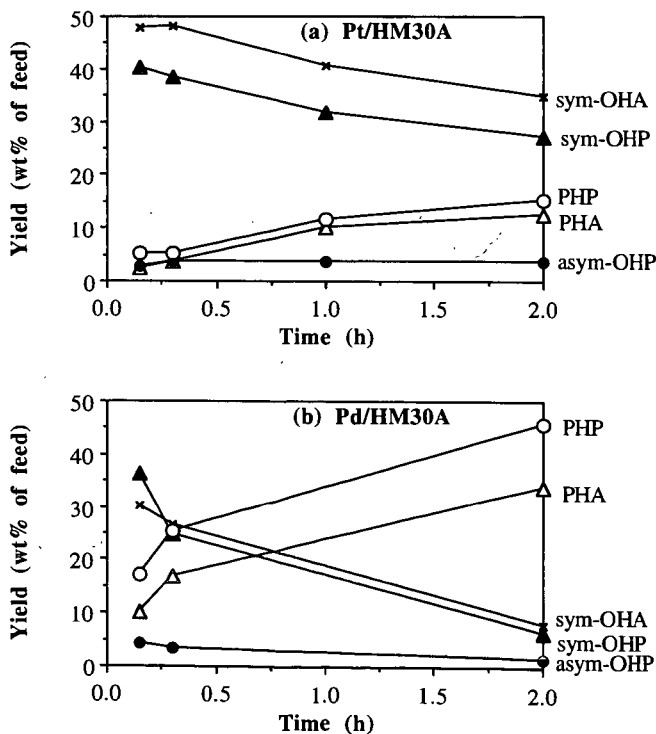 (a) Pt/HM30A
50
40
30
20
10
0
Yield (wt% of feed)
sym-OHA
sym-OHP
PHP
PHA
asym-OHP
0.0 0.5 1.0 1.5 2.0
Time (h)
(b) Pd/HM30A
50
40
30
20
10
0
Yield (wt% of feed)
PHP
PHA
sym-OHA
sym-OHP
asym-OHP
0.0 0.5 1.0 1.5 2.0
Time (h)